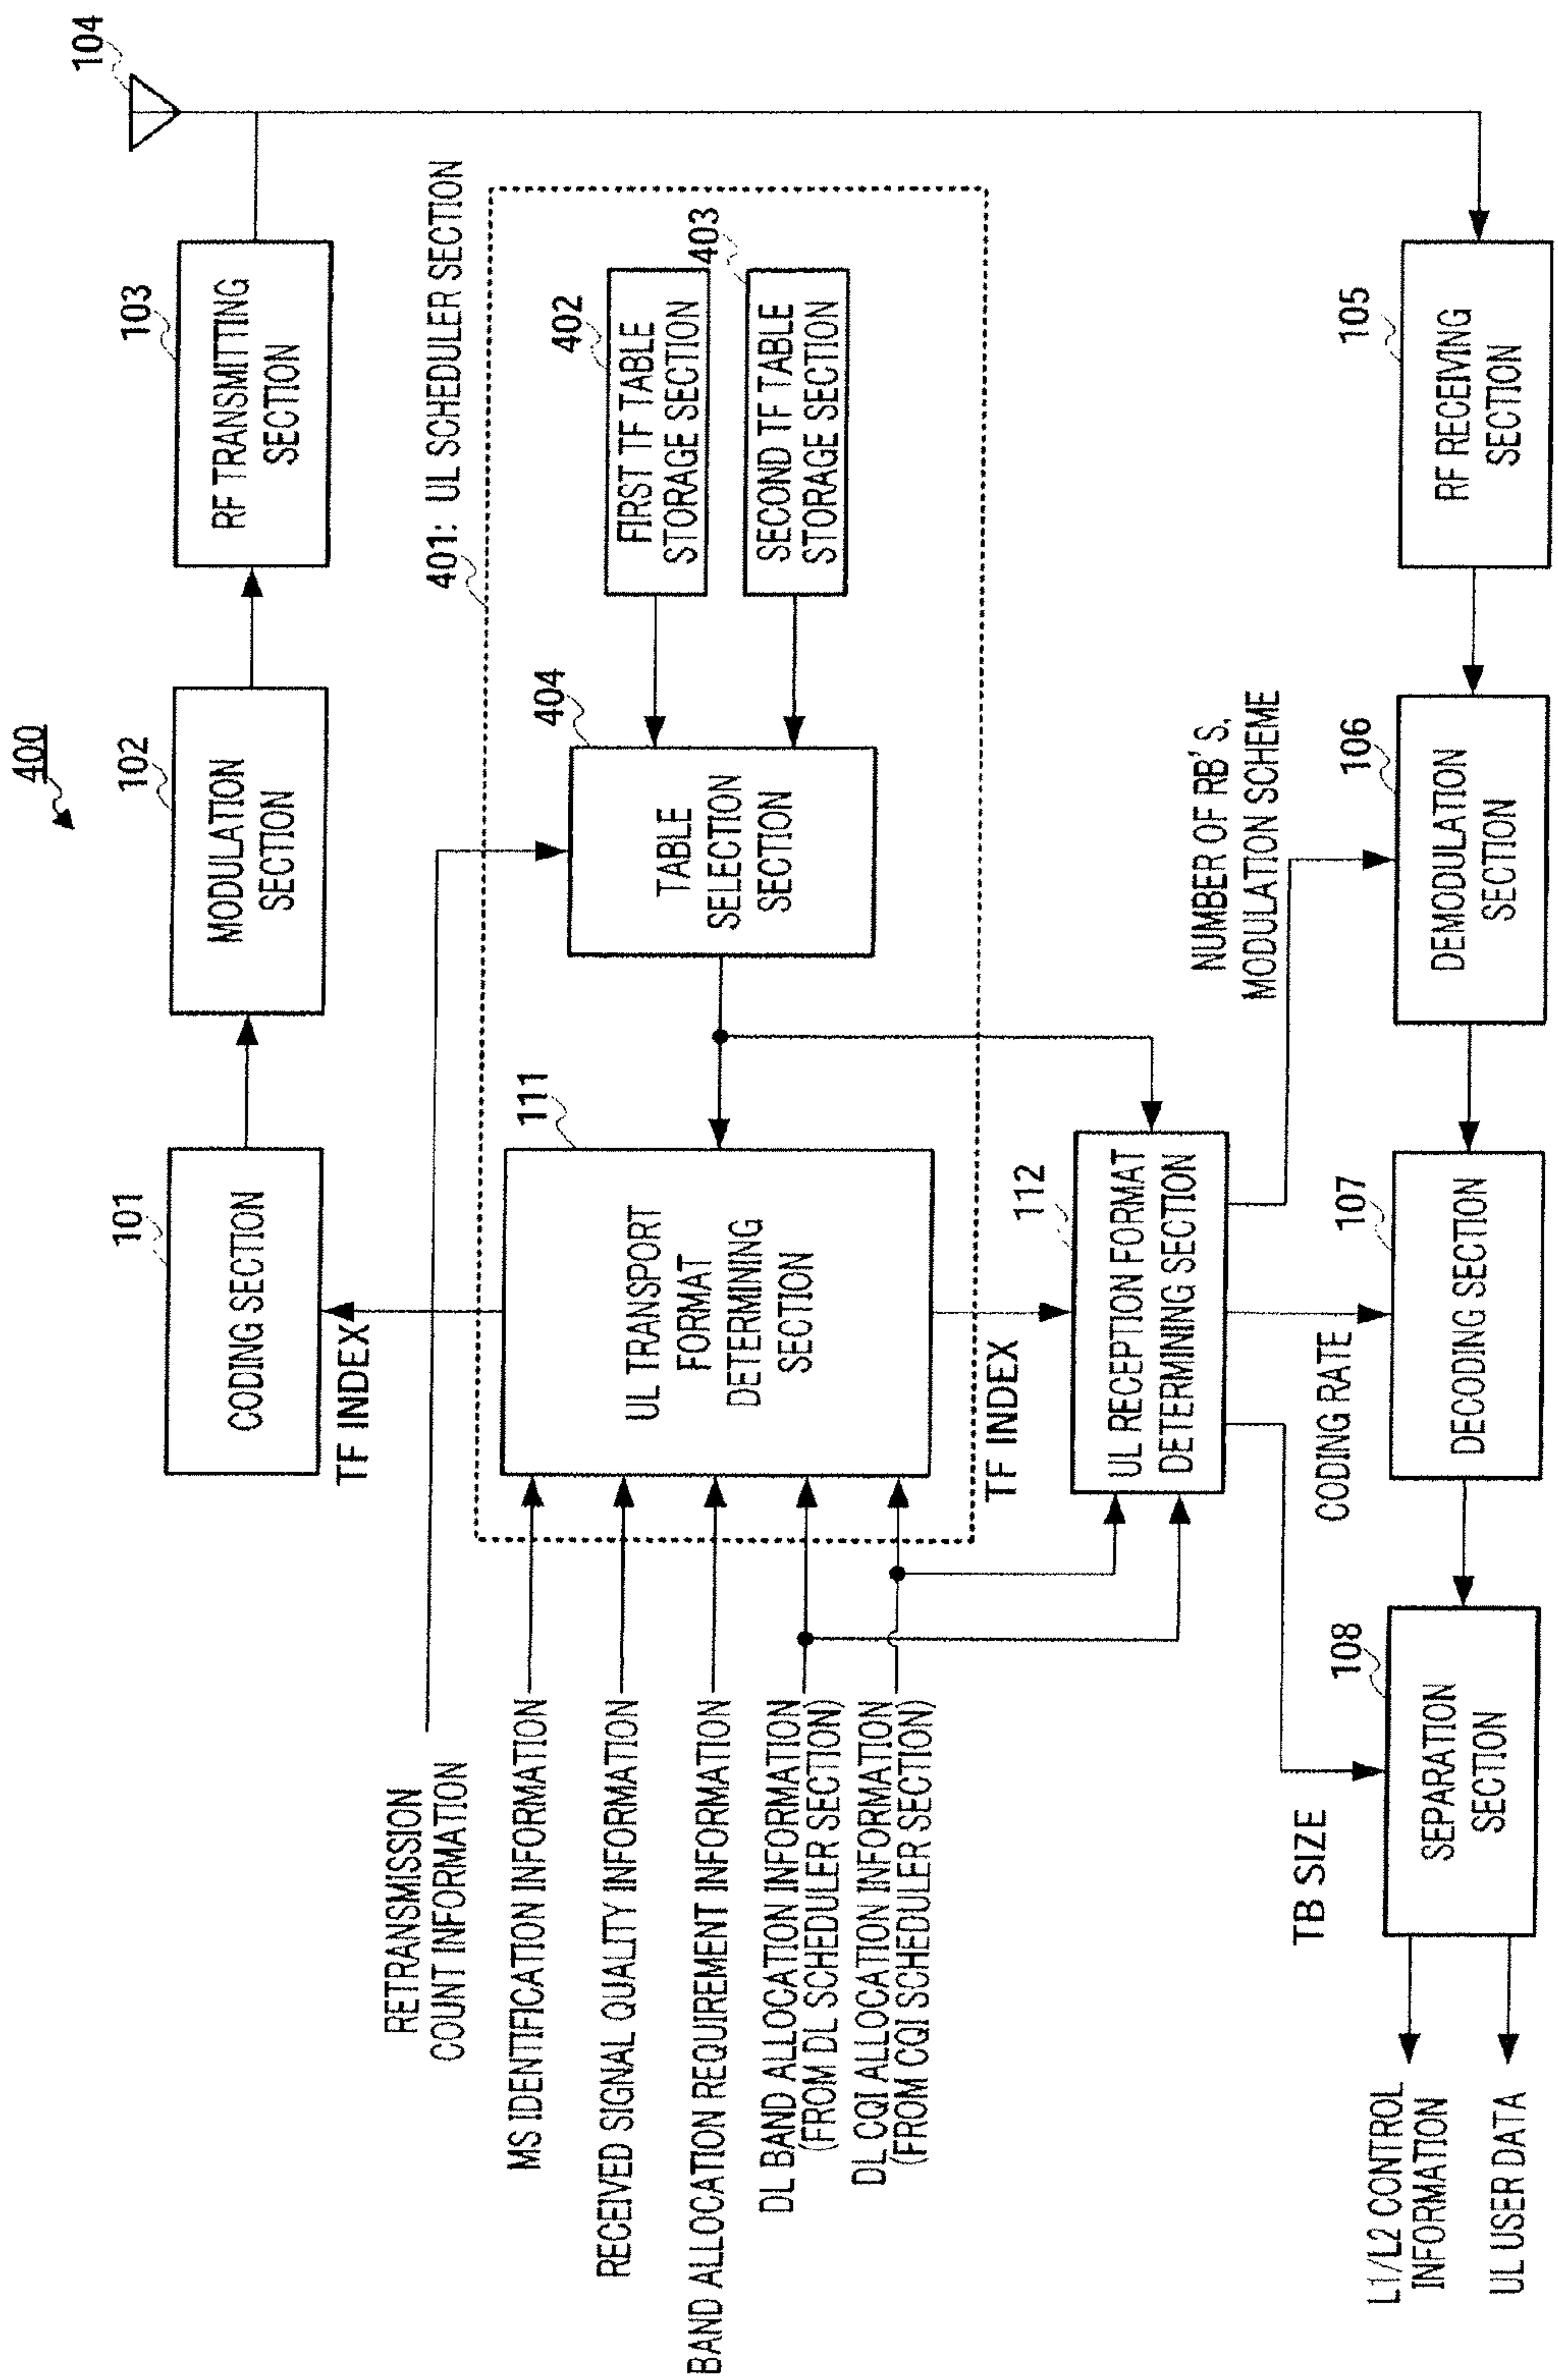 400
101
CODING SECTION
102
MODULATION
SECTION
103
RF TRANSMITTING
SECTION
104
TF INDEX
401: UL SCHEDULER SECTION
RETRANSMISSION
COUNT INFORMATION
MS IDENTIFICATION INFORMATION
RECEIVED SIGNAL QUALITY INFORMATION
BAND ALLOCATION REQUIREMENT INFORMATION
DL BAND ALLOCATION INFORMATION
(FROM DL SCHEDULER SECTION)
DL CQI ALLOCATION INFORMATION
(FROM CQI SCHEDULER SECTION)
111
UL TRANSPORT
FORMAT
DETERMINING
SECTION
404
TABLE
SELECTION
SECTION
402
FIRST TF TABLE
STORAGE SECTION
403
SECOND TF TABLE
STORAGE SECTION
TF INDEX
112
UL RECEPTION FORMAT
DETERMINING SECTION
NUMBER OF RB'S,
MODULATION SCHEME
CODING RATE
TB SIZE
108
SEPARATION
SECTION
107
DECODING SECTION
106
DEMODULATION
SECTION
105
RF RECEIVING
SECTION
L1/L2 CONTROL
INFORMATION
UL USER DATA